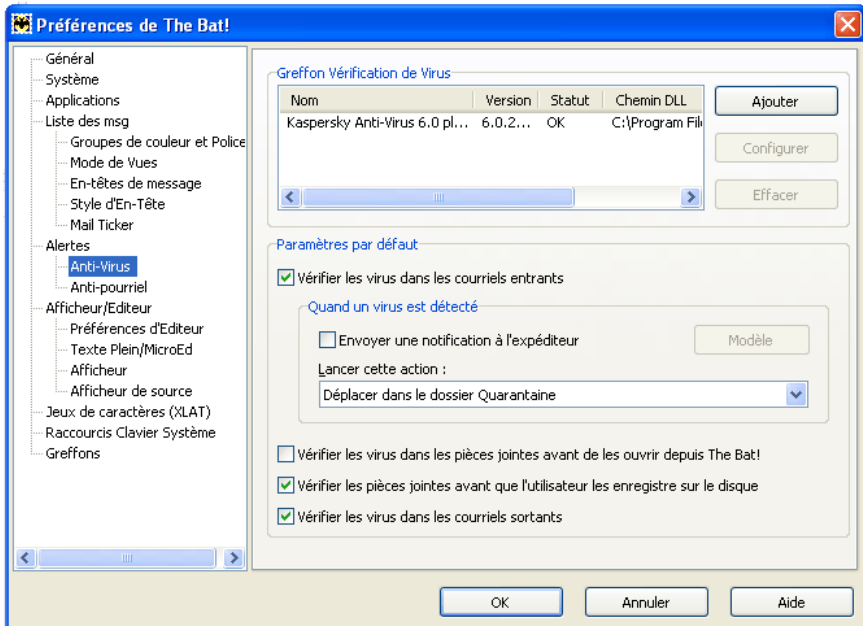 Préférences de The Bat!
Général
Système
Applications
Liste des msg
Groupes de couleur et Police
Mode de Vues
En-têtes de message
Style d'En-Tête
Mail Ticker
Alertes
Anti-Virus
Anti-pourriel
Afficheur/Editeur
Préférences d'Editeur
Texte Plein/MicroEd
Afficheur
Afficheur de source
Jeux de caractères (XLAT)
Raccourcis Clavier Système
Greffons
Greffon Vérification de Virus
Nom Version Statut Chemin DLL
Kaspersky Anti-Virus 6.0 pl... 6.0.2... OK C:\Program File
Ajouter
Configurer
Effacer
Paramètres par défaut
Vérifier les virus dans les courriels entrants
Quand un virus est détecté
Envoyer une notification à l'expéditeur
Modèle
Lancer cette action :
Déplacer dans le dossier Quarantaine
Vérifier les virus dans les pièces jointes avant de les ouvrir depuis The Bat!
Vérifier les pièces jointes avant que l'utilisateur les enregistre sur le disque
Vérifier les virus dans les courriels sortants
OK Annuler Aide